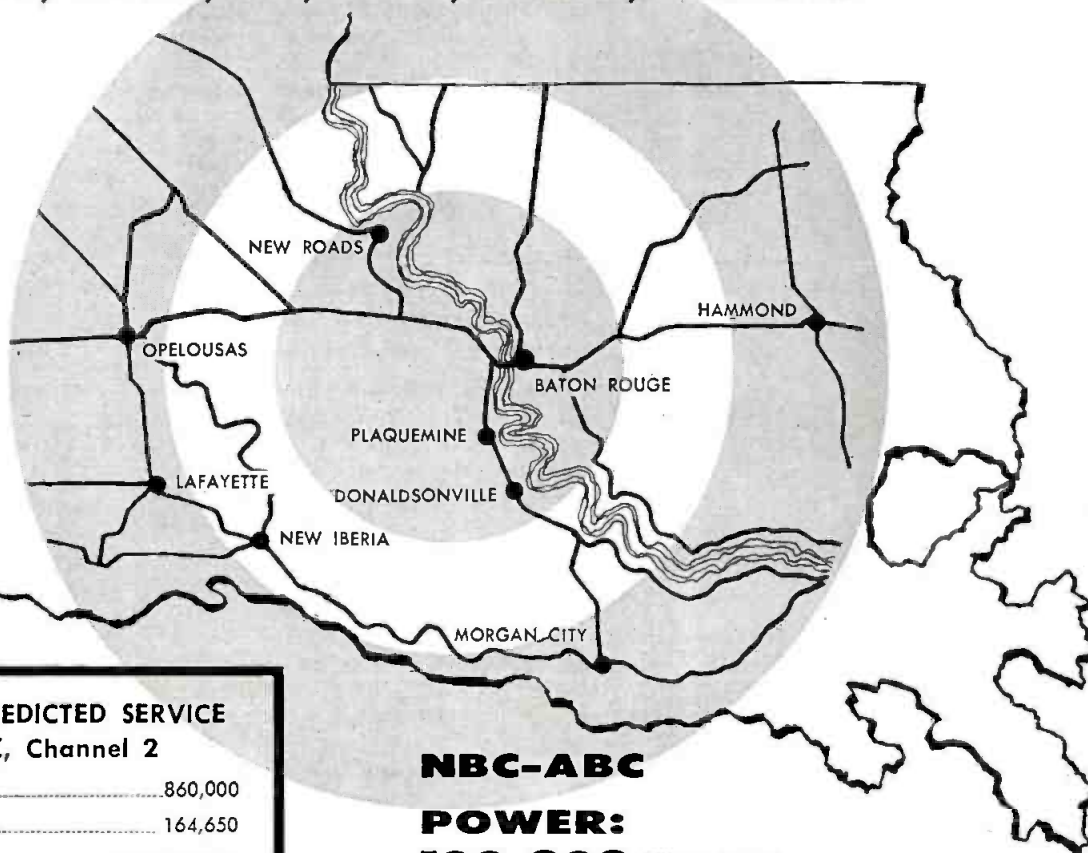 NEW ROADS
HAMMOND
OPELOUSAS
BATON ROUGE
PLAQUEMINE
LAFAYETTE
DONALDSONVILLE
NEW IBERIA
MORGAN CITY
EDICTED SERVICE
, Channel 2
860,000
164,650
NBC-ABC
POWER: